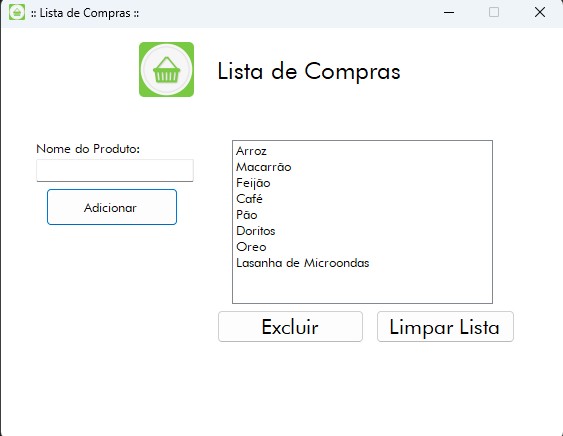 :: Lista de Compras ::
Lista de Compras
Nome do Produto:
Adicionar
Arroz
Macarrão
Feijão
Café
Pão
Doritos
Oreo
Lasanha de Microondas
Excluir
Limpar Lista